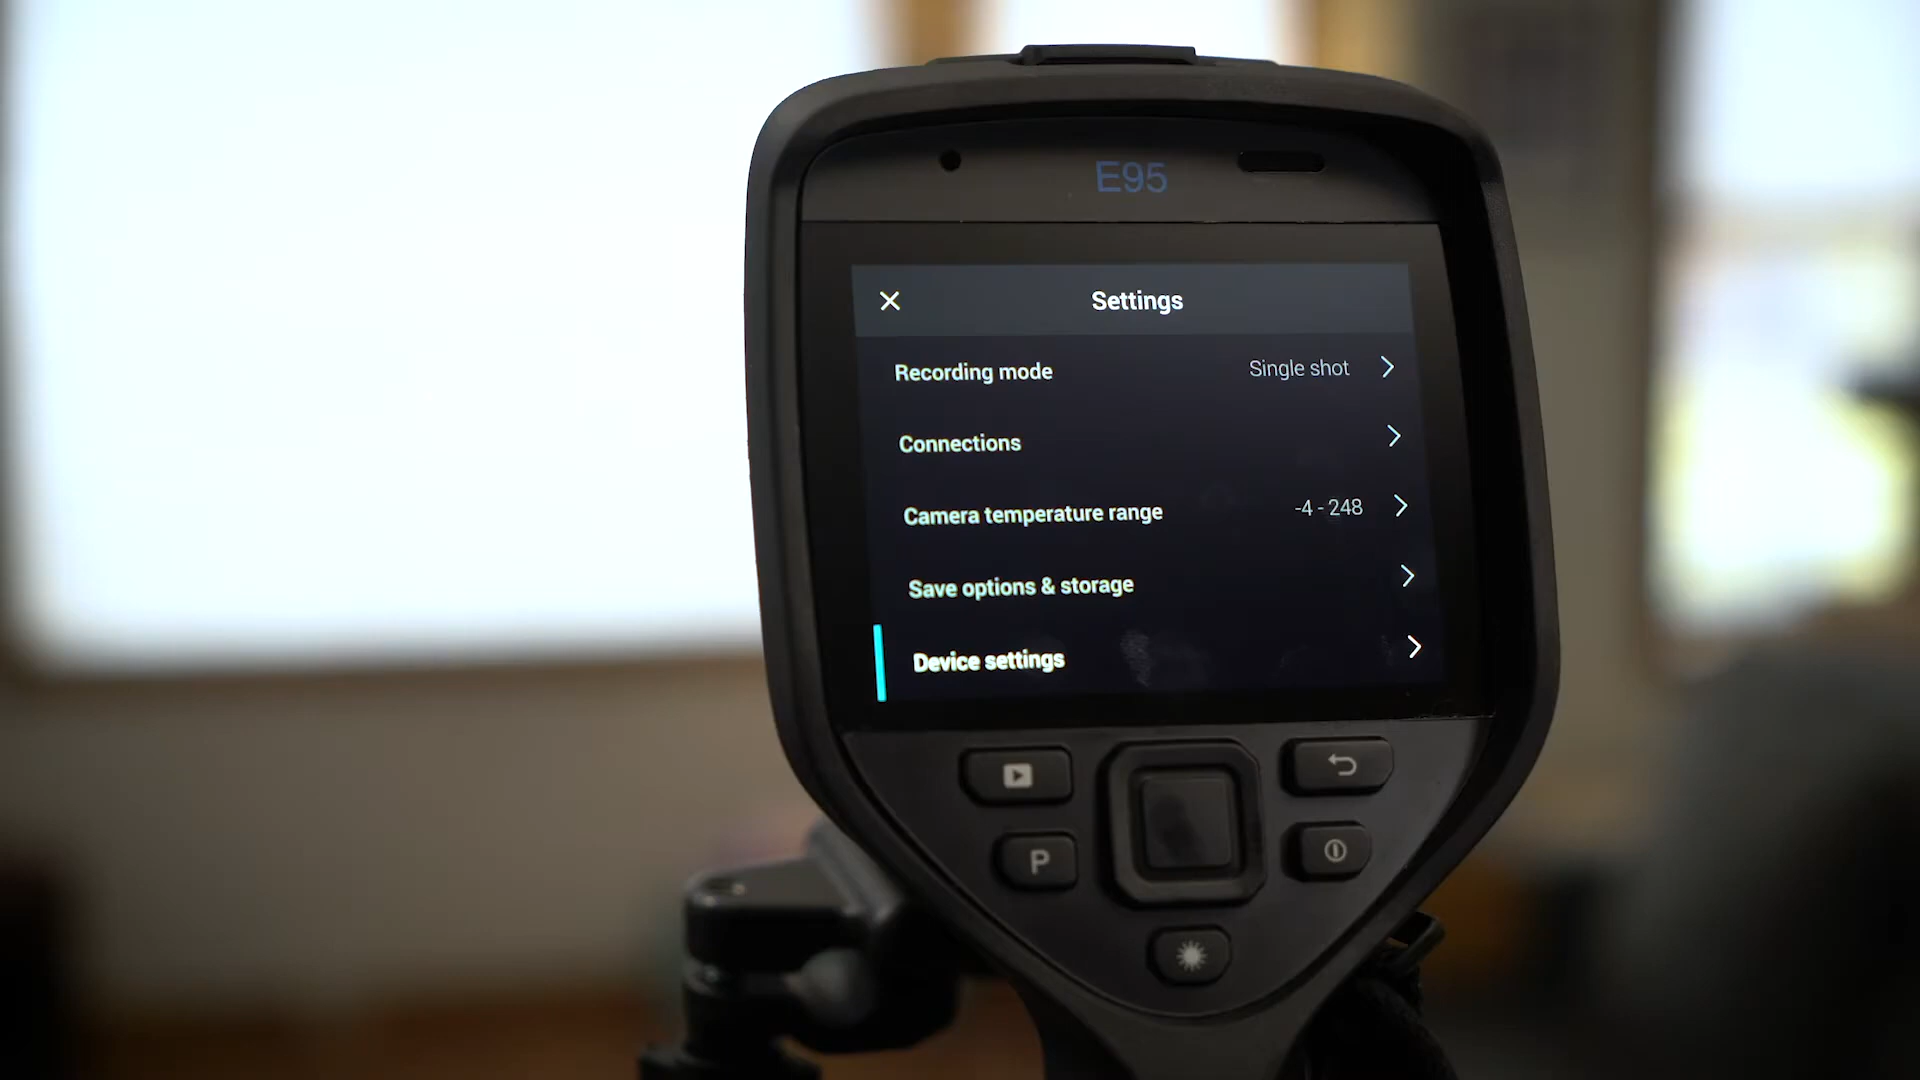 E95
Settings
Recording mode Single shot
Connections
Camera temperature range -4 - 248
Save options & storage
Device settings
P